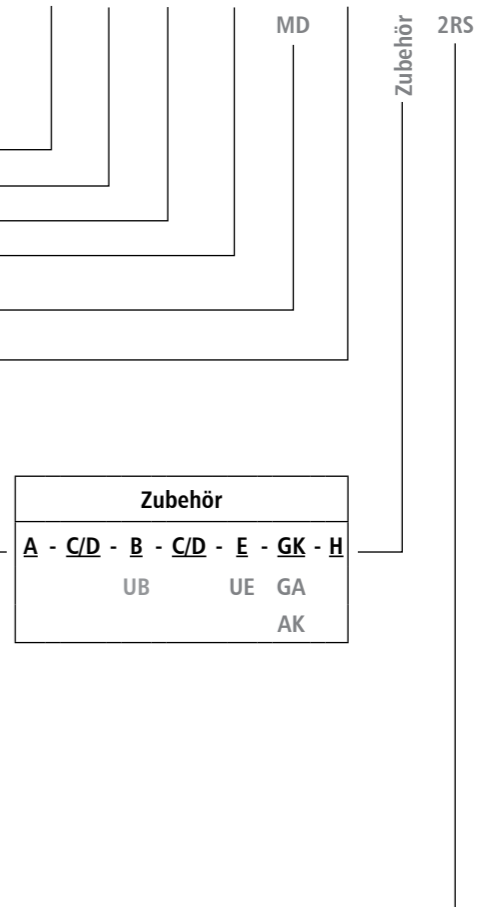 MD
Zubehör
2RS
Zubehör
A - C/D - B - C/D - E - GK - H
UB UE GA
AK